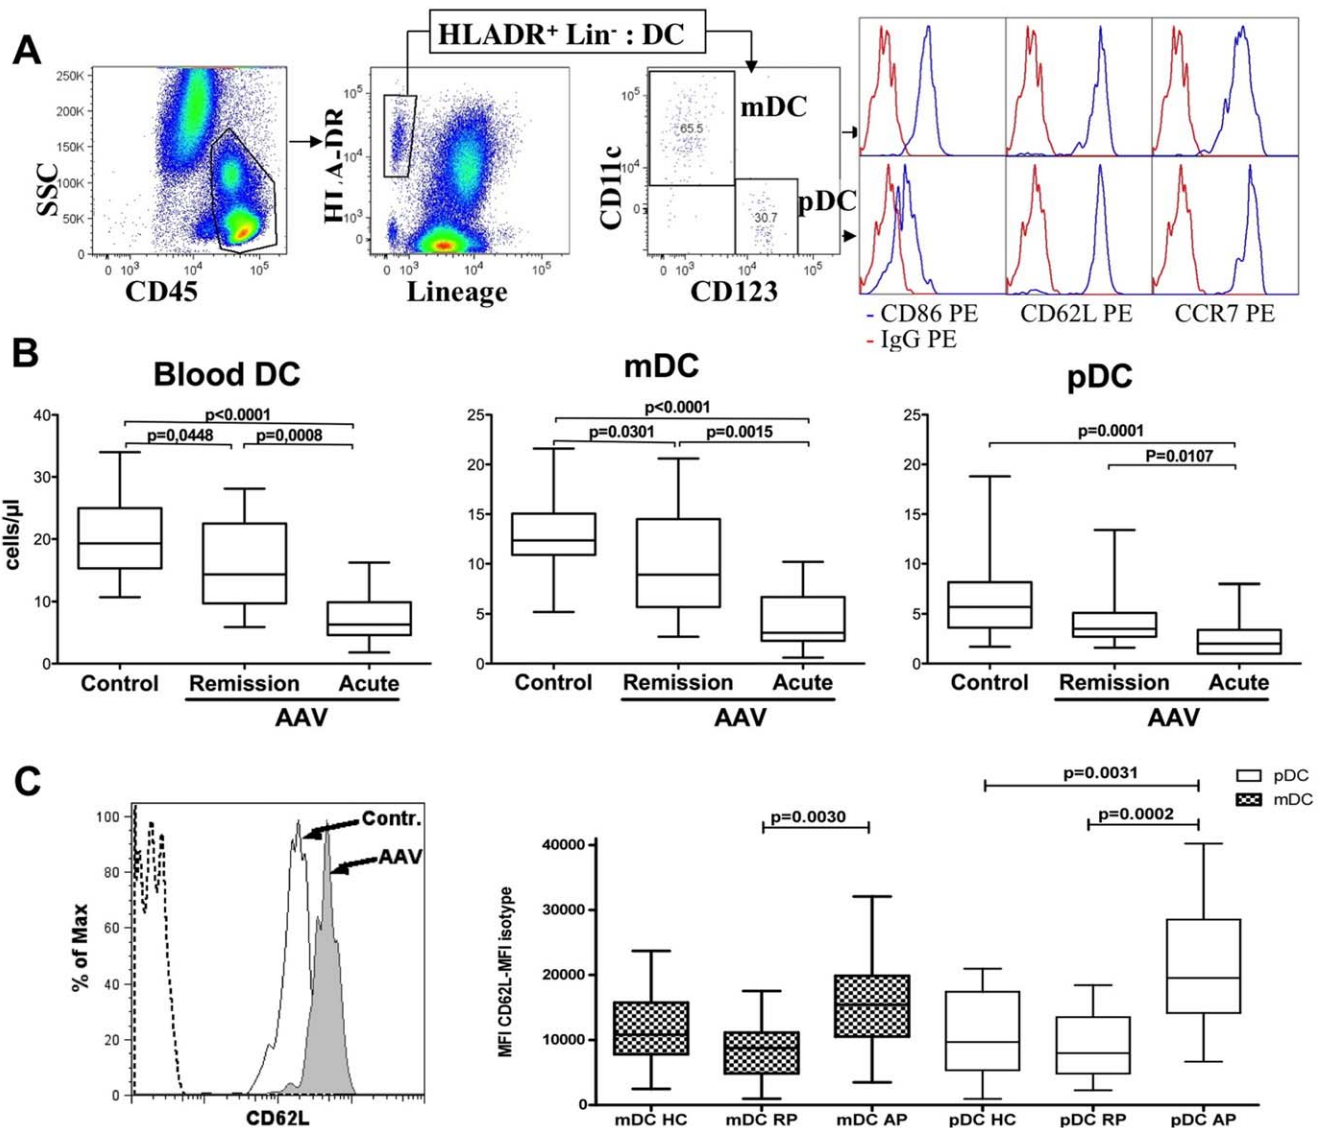 A
HLADR⁺ Lin⁻ : DC
250K
200K
150K
100K
50K
0
SSC
0 10³ 10⁴ 10⁵
CD45
10⁵
10⁴
10³
0
HLA-DR
0 10³ 10⁴ 10⁵
Lineage
10⁵
10⁴
0
CD11c
65.5
mDC
30.7
pDC
0 10³ 10⁴ 10⁵
CD123
- CD86 PE
- IgG PE
CD62L PE
CCR7 PE
B
Blood DC
40
30
20
10
0
cells/µl
p<0.0001
p=0,0448
p=0,0008
Control Remission Acute
AAV
mDC
25
20
15
10
5
0
p<0.0001
p=0.0301
p=0.0015
Control Remission Acute
AAV
pDC
25
20
15
10
5
0
p=0.0001
P=0.0107
Control Remission Acute
AAV
C
100
80
60
40
20
0
% of Max
Contr.
AAV
CD62L
p=0.0031
p=0.0030
p=0.0002
pDC
mDC
40000
30000
20000
10000
0
MFI CD62L-MFI isotype
mDC HC mDC RP mDC AP pDC HC pDC RP pDC AP